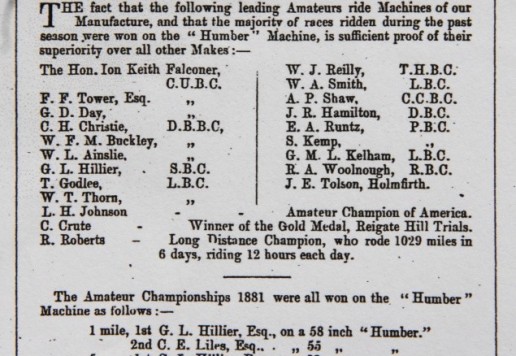 THE fact that the following leading Amateurs ride Machines of our
Manufacture, and that the majority of races ridden during the past
season were won on the "Humber" Machine, is sufficient proof of their
superiority over all other Makes:—
The Hon. Ion Keith Falconer,
C.U.B.C.
F. F. Tower, Esq. „
G. D. Day, „
C. H. Christie, D.B.B,C,
W. F. M. Buckley, „
W. L. Ainslie, „
G. L. Hillier, S.B.C.
T. Godlee, L.B.C.
W. T. Thorn, „
W. J. Reilly, T.H.B.C.
W. A. Smith, L.B.C.
A. P. Shaw, C.C.B.C.
J. R. Hamilton, D.B.C.
E. A. Runtz, P.B.C.
S. Kemp, „
G. M. L. Kelham, L.B.C.
R. A. Woolnough, R.B.C.
J. E. Tolson, Holmfirth.
L. H. Johnson - - Amateur Champion of America.
C. Crute - Winner of the Gold Medal, Reigate Hill Trials.
R. Roberts - Long Distance Champion, who rode 1029 miles in
6 days, riding 12 hours each day.
The Amateur Championships 1881 were all won on the "Humber"
Machine as follows:—
1 mile, 1st G. L. Hillier, Esq., on a 58 inch "Humber."
2nd C. E. Liles, Esq., . „ 55 „ „